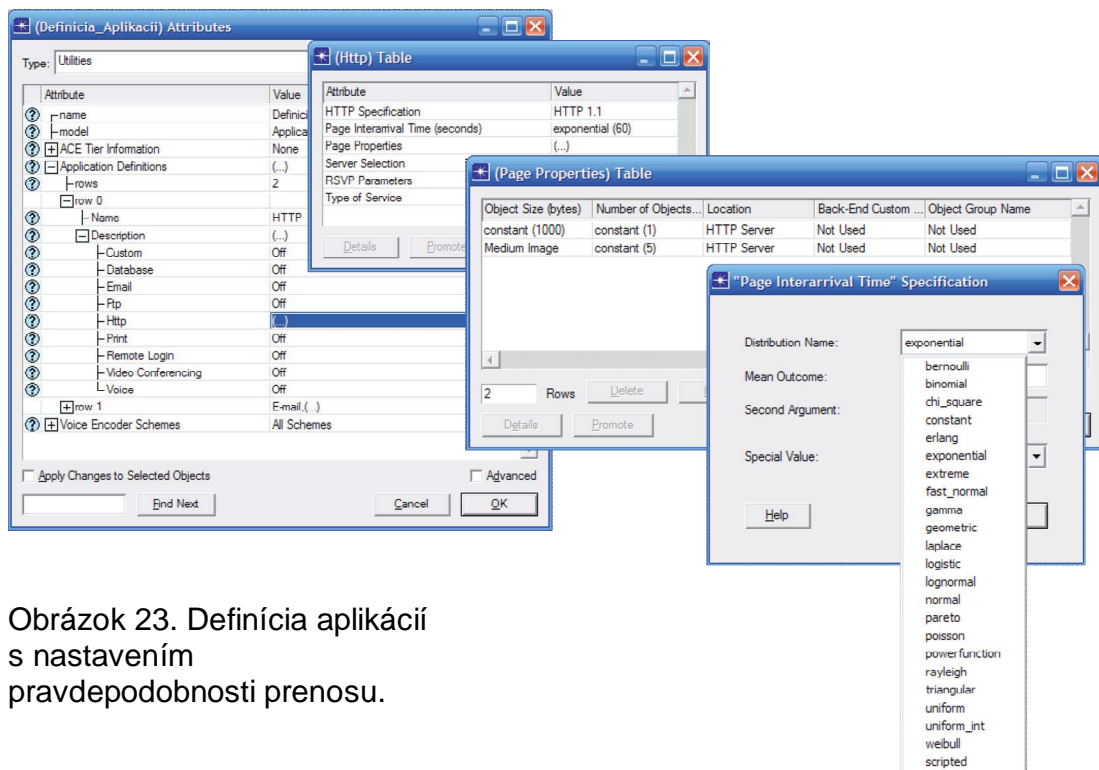 (Definícia_Aplikacií) Attributes
Type: Utilities
Attribute Value
name Definíci
model Applica
ACE Tier Information None
Application Definitions (...)
rows 2
row 0
Name HTTP
Description (...)
Custom Off
Database Off
Email Off
Ftp Off
Http (...)
Print Off
Remote Login Off
Video Conferencing Off
Voice Off
row 1 E-mail,(...)
Voice Encoder Schemes All Schemes
Apply Changes to Selected Objects
Advanced
Find Next
Cancel
OK
(Http) Table
Attribute Value
HTTP Specification HTTP 1.1
Page Interarrival Time (seconds) exponential (60)
Page Properties (...)
Server Selection
RSVP Parameters
Type of Service
Details
Promote
(Page Properties) Table
Object Size (bytes) Number of Objects... Location Back-End Custom ... Object Group Name
constant (1000) constant (1) HTTP Server Not Used Not Used
Medium Image constant (5) HTTP Server Not Used Not Used
2 Rows Delete
Details Promote
"Page Interarrival Time" Specification
Distribution Name: exponential
Mean Outcome:
Second Argument:
Special Value:
Help
bernoulli
binomial
chi_square
constant
erlang
exponential
extreme
fast_normal
gamma
geometric
laplace
logistic
lognormal
normal
pareto
poisson
powerfunction
rayleigh
triangular
uniform
uniform_int
weibull
scripted
Obrázok 23. Definícia aplikácií
s nastavením
pravdepodobnosti prenosu.